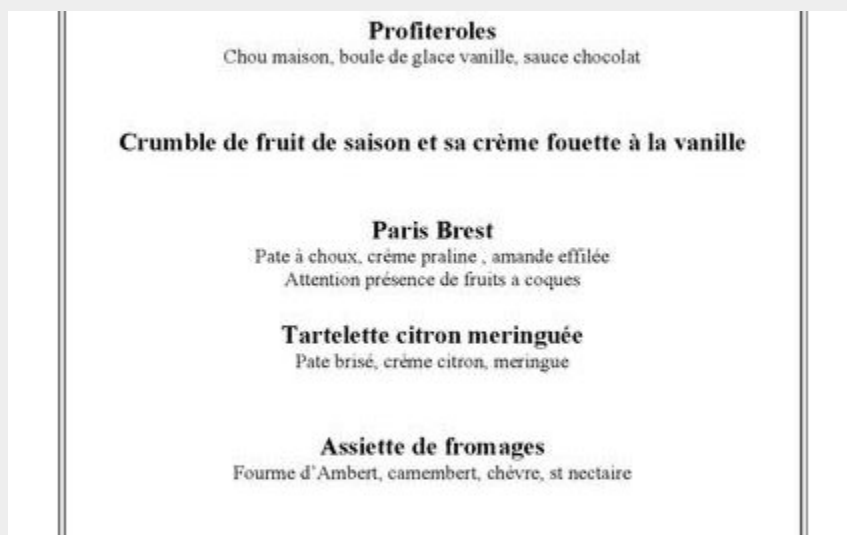 Profiteroles
Chou maison, boule de glace vanille, sauce chocolat
Crumble de fruit de saison et sa crème fouette à la vanille
Paris Brest
Pate à choux, crème praline , amande effilée
Attention présence de fruits a coques
Tartelette citron meringuée
Pate brisé, crème citron, meringue
Assiette de fromages
Fourme d'Ambert, camembert, chèvre, st nectaire